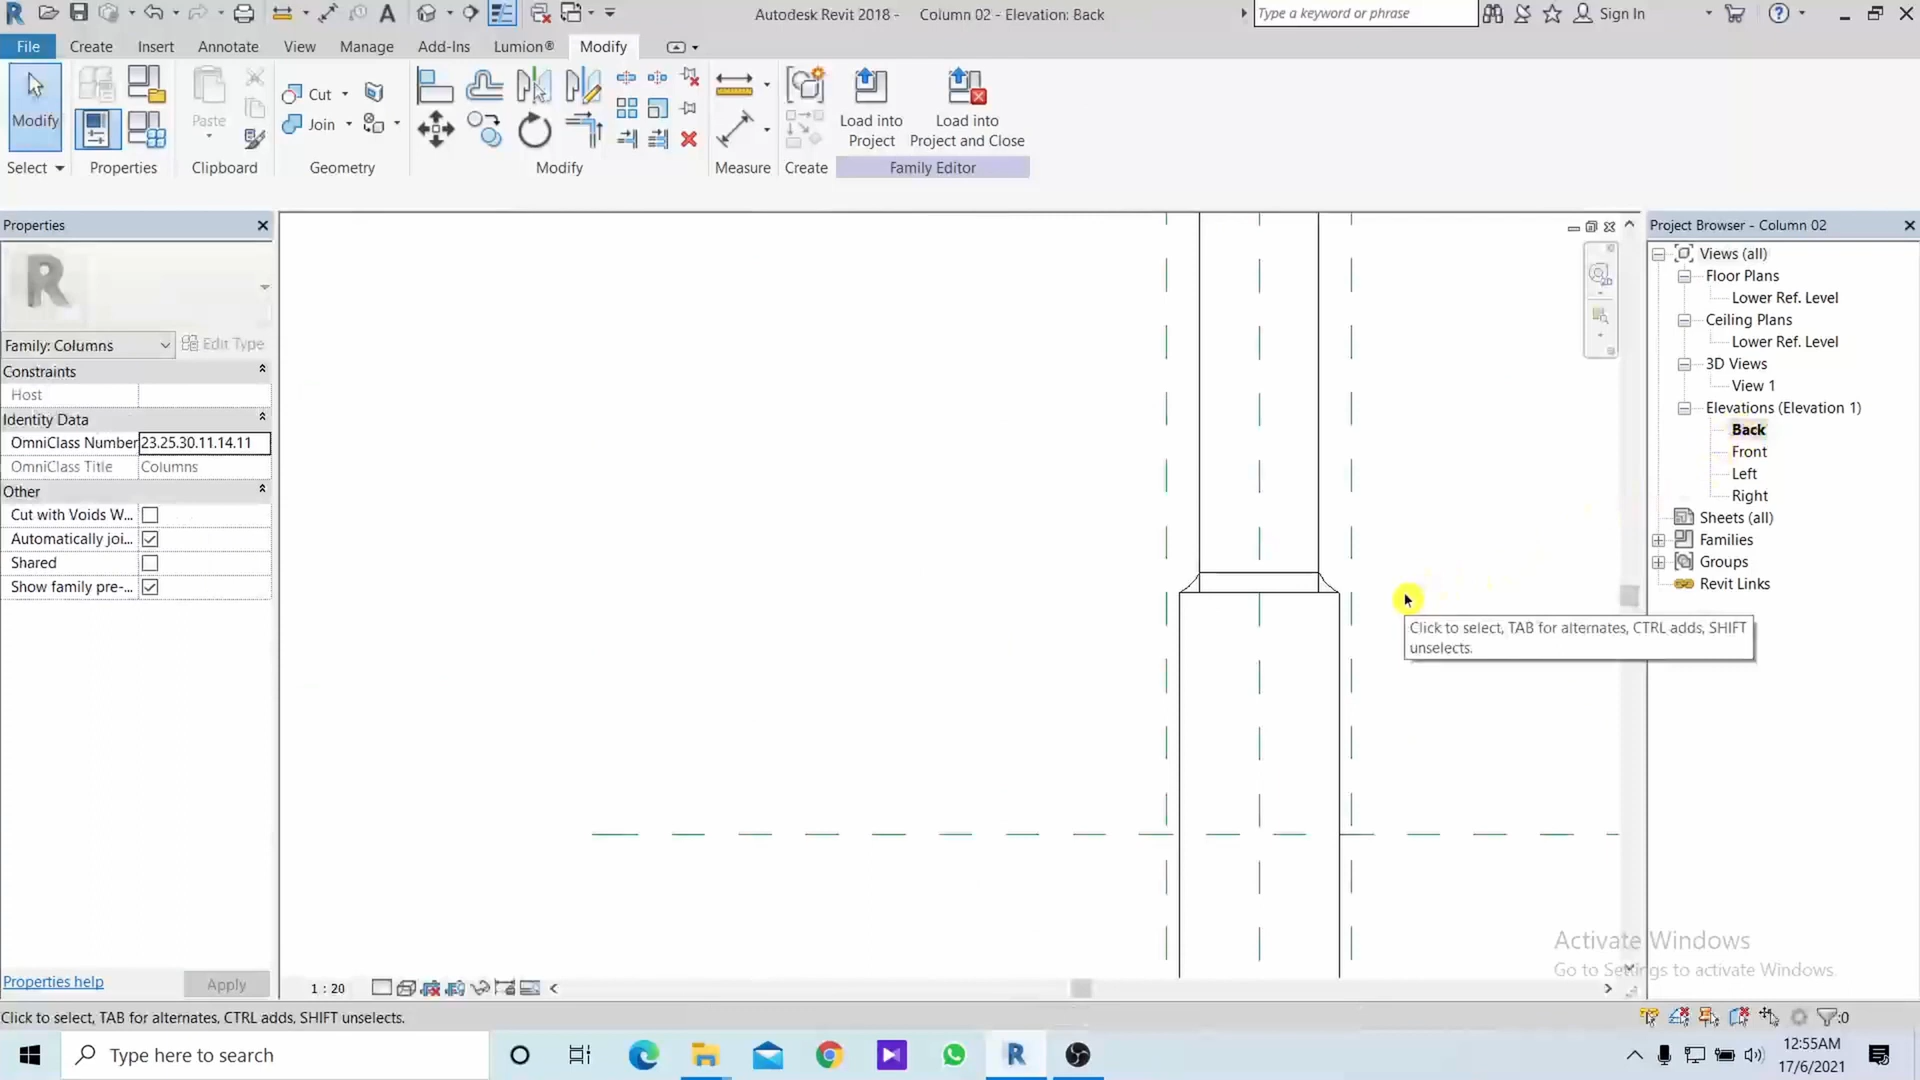 Autodesk Revit 2018 - Column 02 - Elevation: Back
Type a keyword or phrase
Sign In
File Create Insert Annotate View Manage Add-Ins Lumion® Modify
Modify
Paste
Cut
Join
Load into Project
Load into Project and Close
Select Properties Clipboard Geometry Modify Measure Create Family Editor
Properties
Family: Columns
Edit Type
Constraints
Host
Identity Data
OmniClass Number 23.25.30.11.14.11
OmniClass Title Columns
Other
Cut with Voids W...
Automatically joi...
Shared
Show family pre-...
Properties help
Apply
Project Browser - Column 02
Views (all)
Floor Plans
Lower Ref. Level
Ceiling Plans
Lower Ref. Level
3D Views
View 1
Elevations (Elevation 1)
Back
Front
Left
Right
Sheets (all)
Families
Groups
Revit Links
Click to select, TAB for alternates, CTRL adds, SHIFT
unselects.
Activate Windows
Go to Settings to activate Windows.
1 : 20
Click to select, TAB for alternates, CTRL adds, SHIFT unselects.
:0
Type here to search
12:55AM
17/6/2021